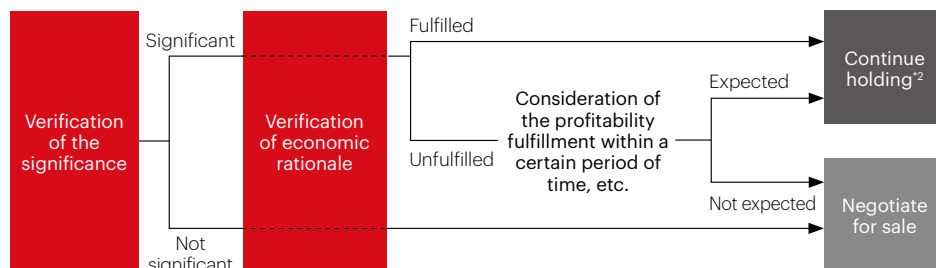 Verification
of the
significance
Significant
Not
significant
Verification
of economic
rationale
Fulfilled
Unfulfilled
Consideration of
the profitability
fulfillment within a
certain period of
time, etc.
Expected
Not expected
Continue
holding*2
Negotiate
for sale